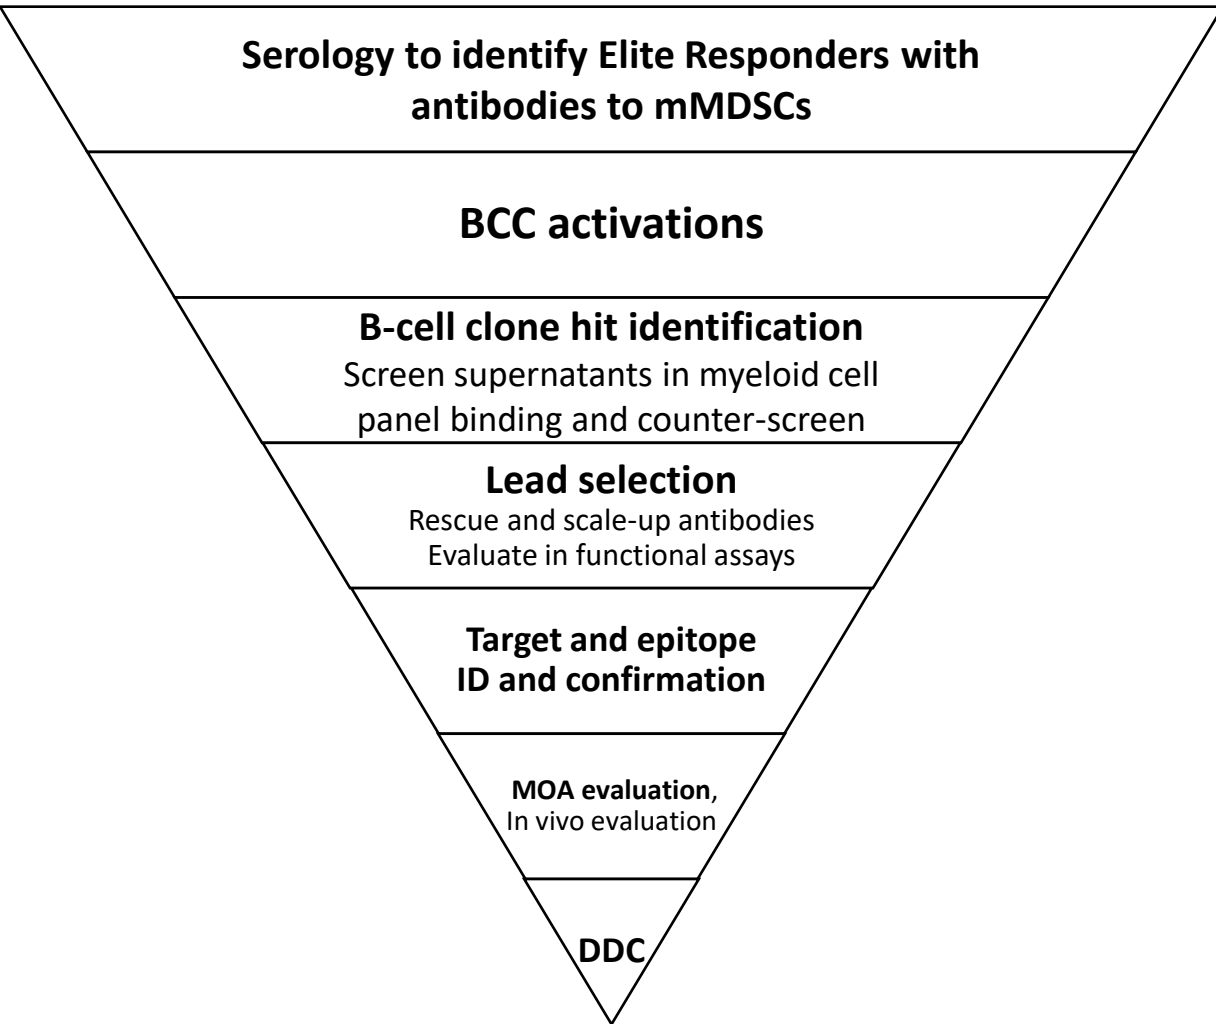 Serology to identify Elite Responders with
antibodies to mMDSCs
BCC activations
B-cell clone hit identification
Screen supernatants in myeloid cell
panel binding and counter-screen
Lead selection
Rescue and scale-up antibodies
Evaluate in functional assays
Target and epitope
ID and confirmation
MOA evaluation,
In vivo evaluation
DDC